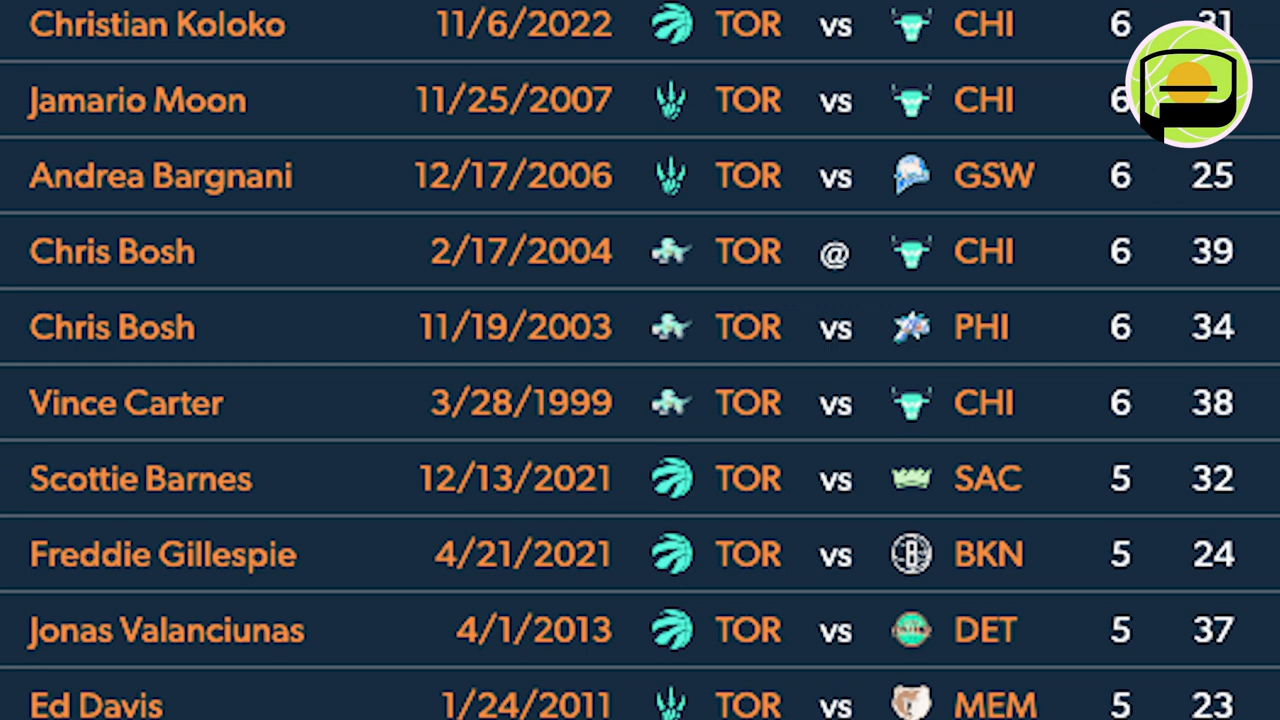 Christian Koloko 11/6/2022 TOR vs CHI 6 31
Jamario Moon 11/25/2007 TOR vs CHI 6
Andrea Bargnani 12/17/2006 TOR vs GSW 6 25
Chris Bosh 2/17/2004 TOR @ CHI 6 39
Chris Bosh 11/19/2003 TOR vs PHI 6 34
Vince Carter 3/28/1999 TOR vs CHI 6 38
Scottie Barnes 12/13/2021 TOR vs SAC 5 32
Freddie Gillespie 4/21/2021 TOR vs BKN 5 24
Jonas Valanciunas 4/1/2013 TOR vs DET 5 37
Ed Davis 1/24/2011 TOR vs MEM 5 23